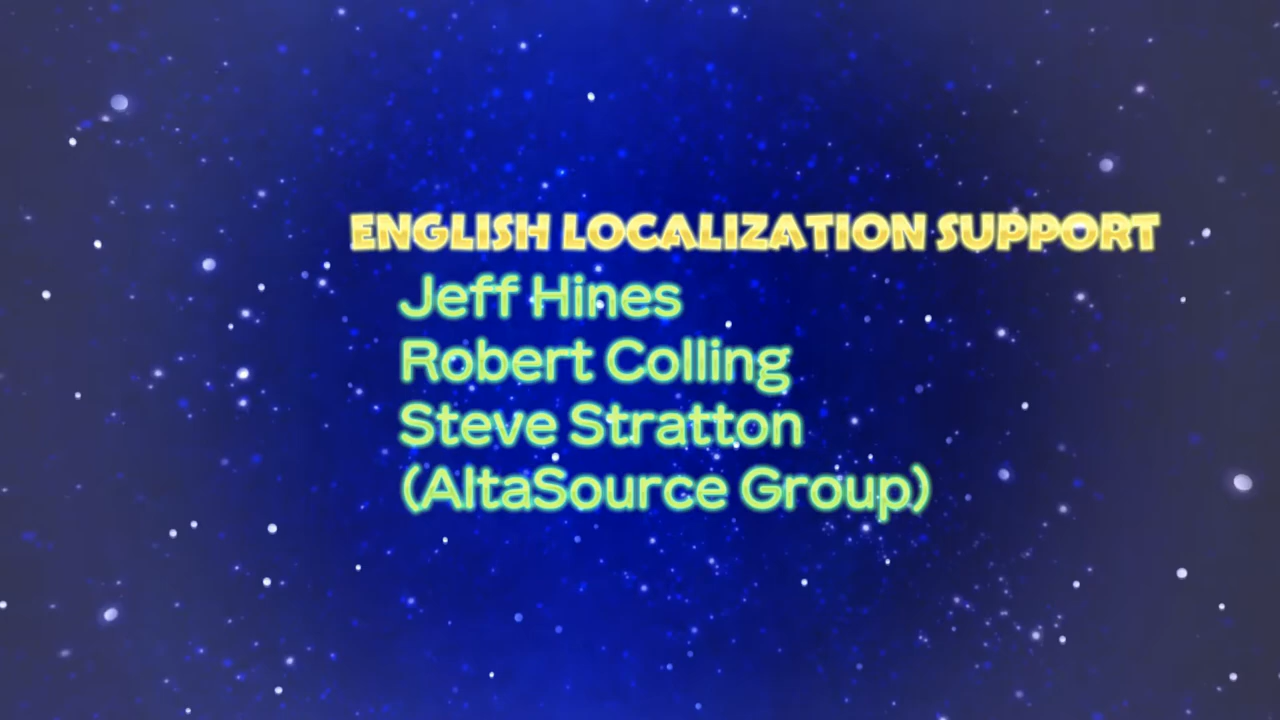 ENGLISH LOCALIZATION SUPPORT
Jeff Hines
Robert Colling
Steve Stratton
(AltaSource Group)